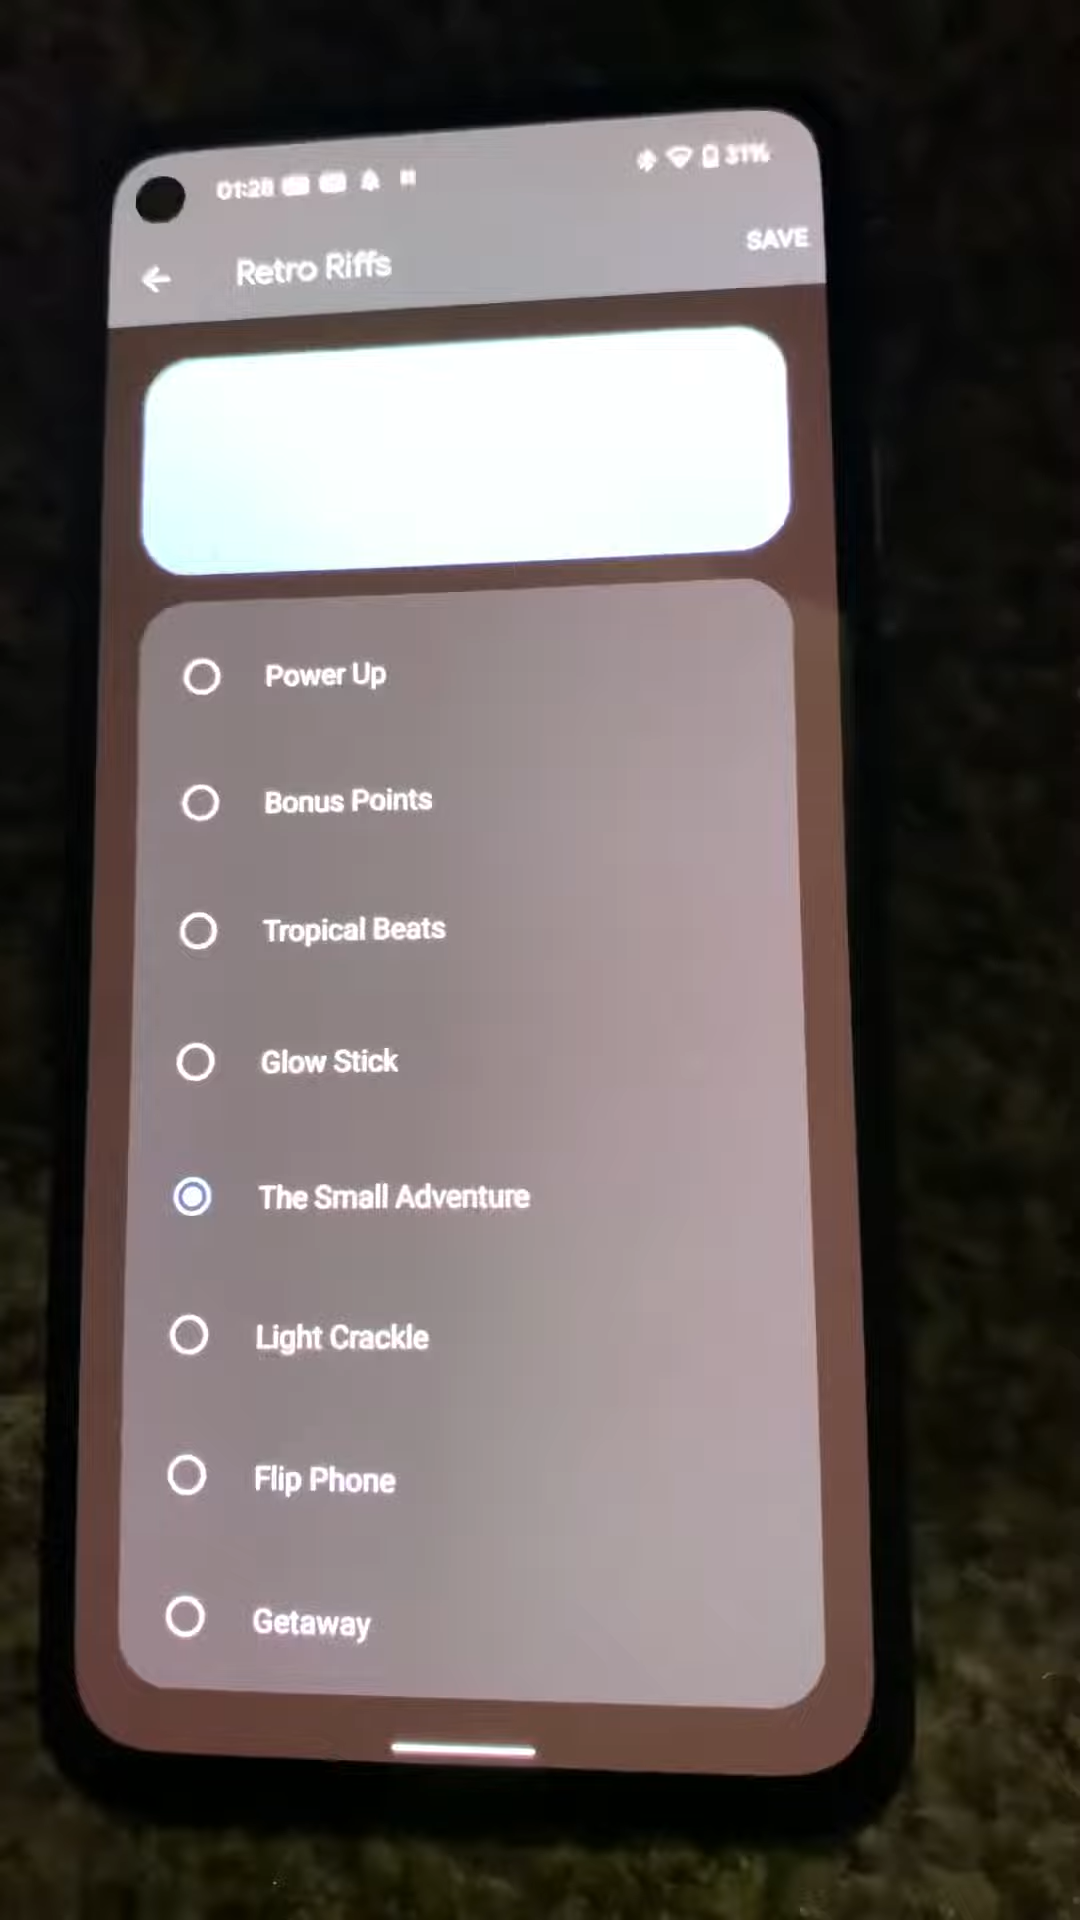 01:28
31%
Retro Riffs
SAVE
Power Up
Bonus Points
Tropical Beats
Glow Stick
The Small Adventure
Light Crackle
Flip Phone
Getaway